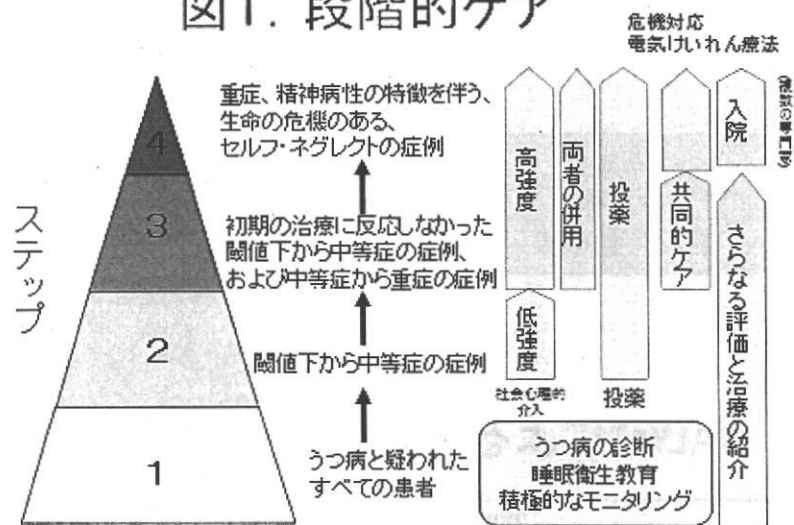 図1. 段階的ケア
危機対応
電気けいれん療法
(複数の専門家)
ステップ
4
重症、精神病性の特徴を伴う、
生命の危機のある、
セルフ・ネグレクトの症例
3
初期の治療に反応しなかった
閾値下から中等症の症例、
および中等症から重症の症例
2
閾値下から中等症の症例
1
うつ病と疑われた
すべての患者
高強度
両者の併用
投薬
共同的ケア
入院
低強度
さらなる評価と治療の紹介
社会心理的
介入
投薬
うつ病の診断
睡眠衛生教育
積極的なモニタリング